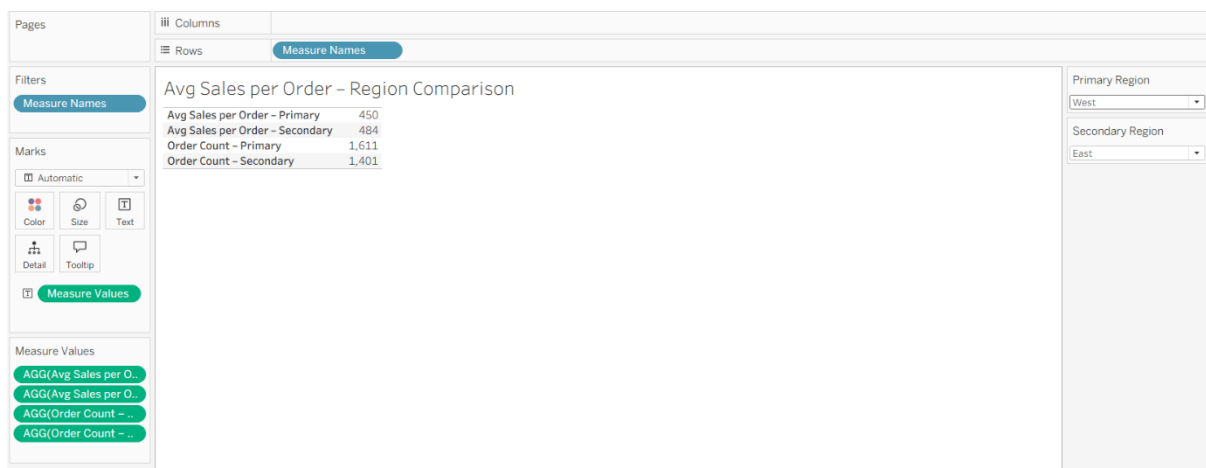 Pages
Columns
Rows
Measure Names
Filters
Measure Names
Marks
Automatic
Color
Size
Text
Detail
Tooltip
Measure Values
Measure Values
AGG(Avg Sales per O..
AGG(Avg Sales per O..
AGG(Order Count – ..
AGG(Order Count – ..
Avg Sales per Order – Region Comparison
Avg Sales per Order – Primary 450
Avg Sales per Order – Secondary 484
Order Count – Primary 1,611
Order Count – Secondary 1,401
Primary Region
West
Secondary Region
East